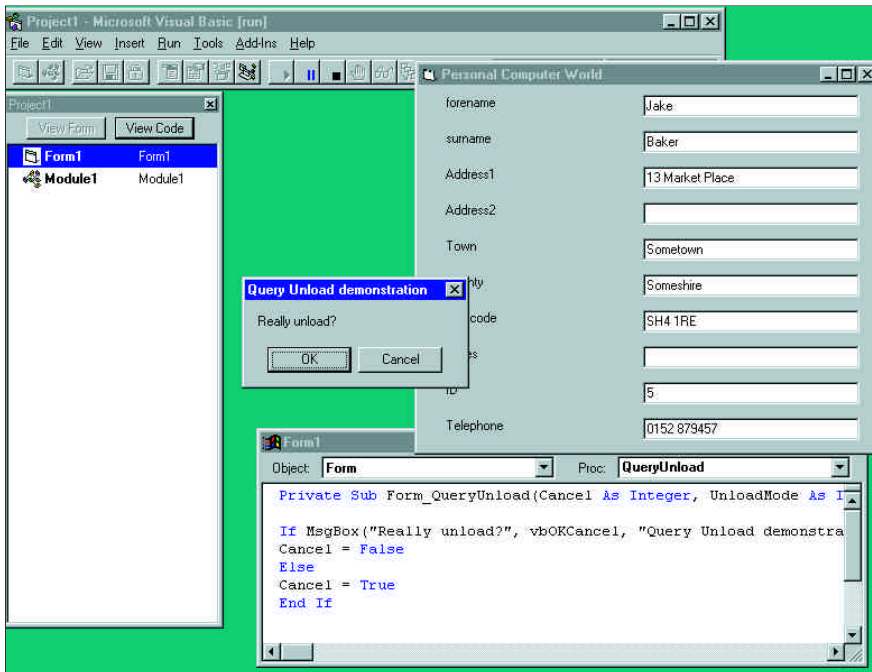 Project1 - Microsoft Visual Basic [run]
File Edit View Insert Run Tools Add-Ins Help
Project1
View Form View Code
Form1 Form1
Module1 Module1
Personal Computer World
forename Jake
surname Baker
Address1 13 Market Place
Address2
Town Sometown
Someshire
code SH4 1RE
5
Telephone 0152 879457
Query Unload demonstration
Really unload?
OK Cancel
Form1
Object: Form Proc: QueryUnload
Private Sub Form_QueryUnload(Cancel As Integer, UnloadMode As I
If MsgBox("Really unload?", vbOKCancel, "Query Unload demonstra
Cancel = False
Else
Cancel = True
End If